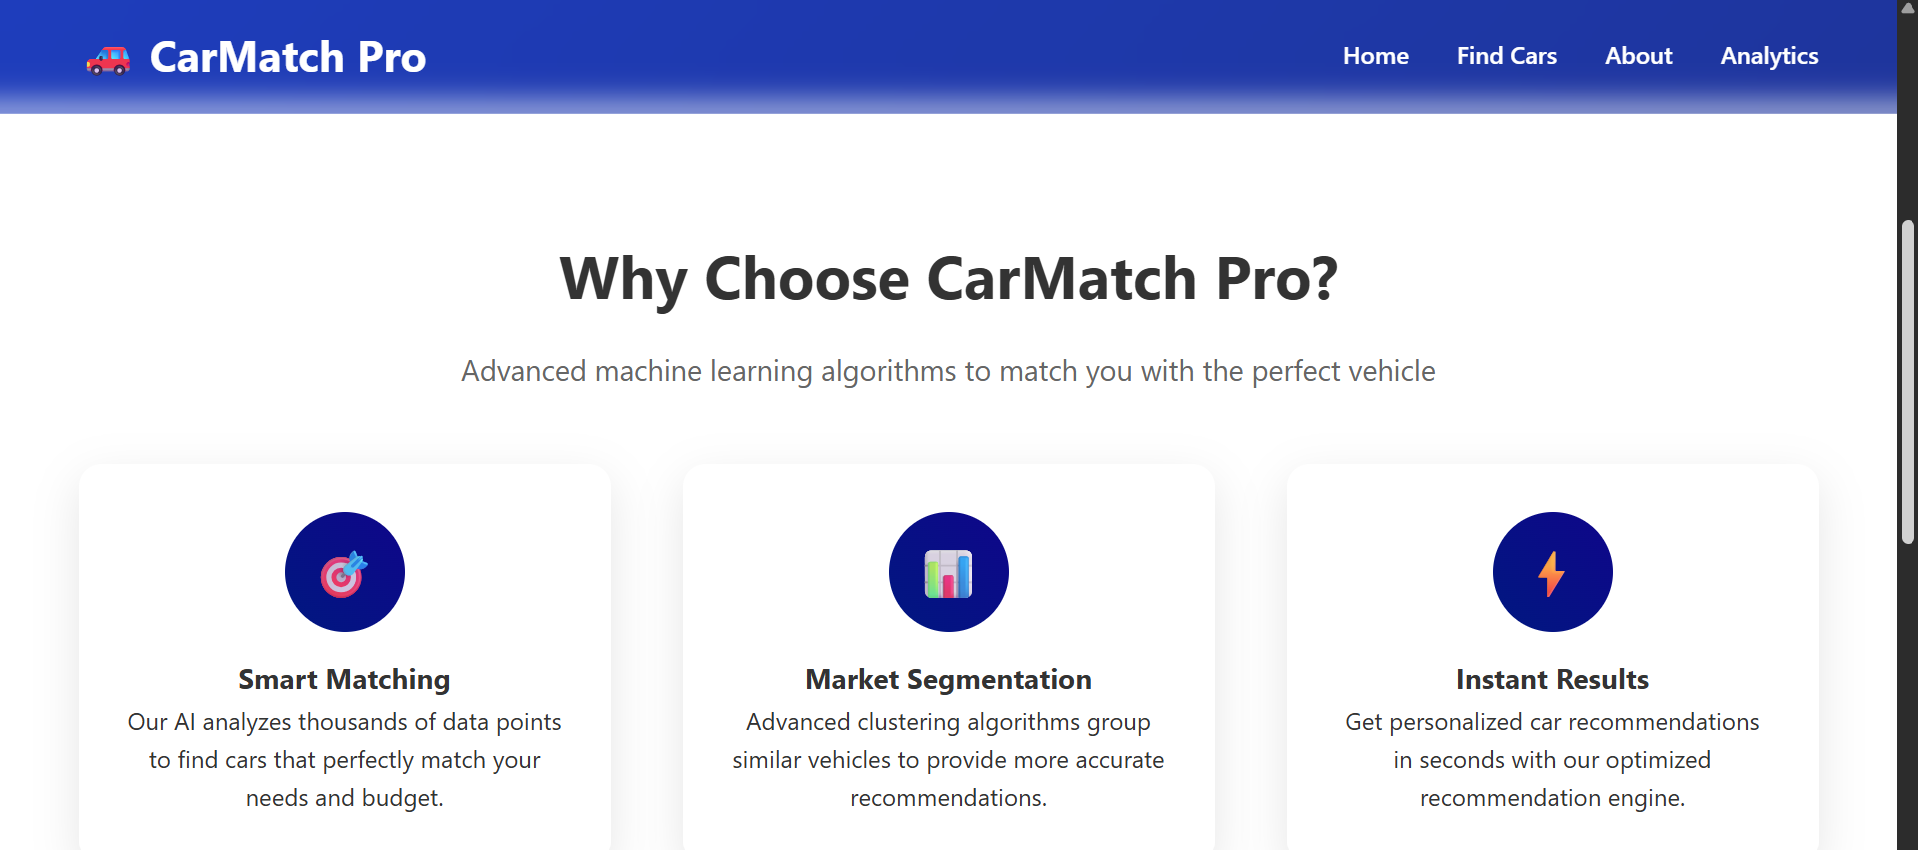 CarMatch Pro
Home
Find Cars
About
Analytics
Why Choose CarMatch Pro?
Advanced machine learning algorithms to match you with the perfect vehicle
Smart Matching
Our AI analyzes thousands of data points
to find cars that perfectly match your
needs and budget.
Market Segmentation
Advanced clustering algorithms group
similar vehicles to provide more accurate
recommendations.
Instant Results
Get personalized car recommendations
in seconds with our optimized
recommendation engine.